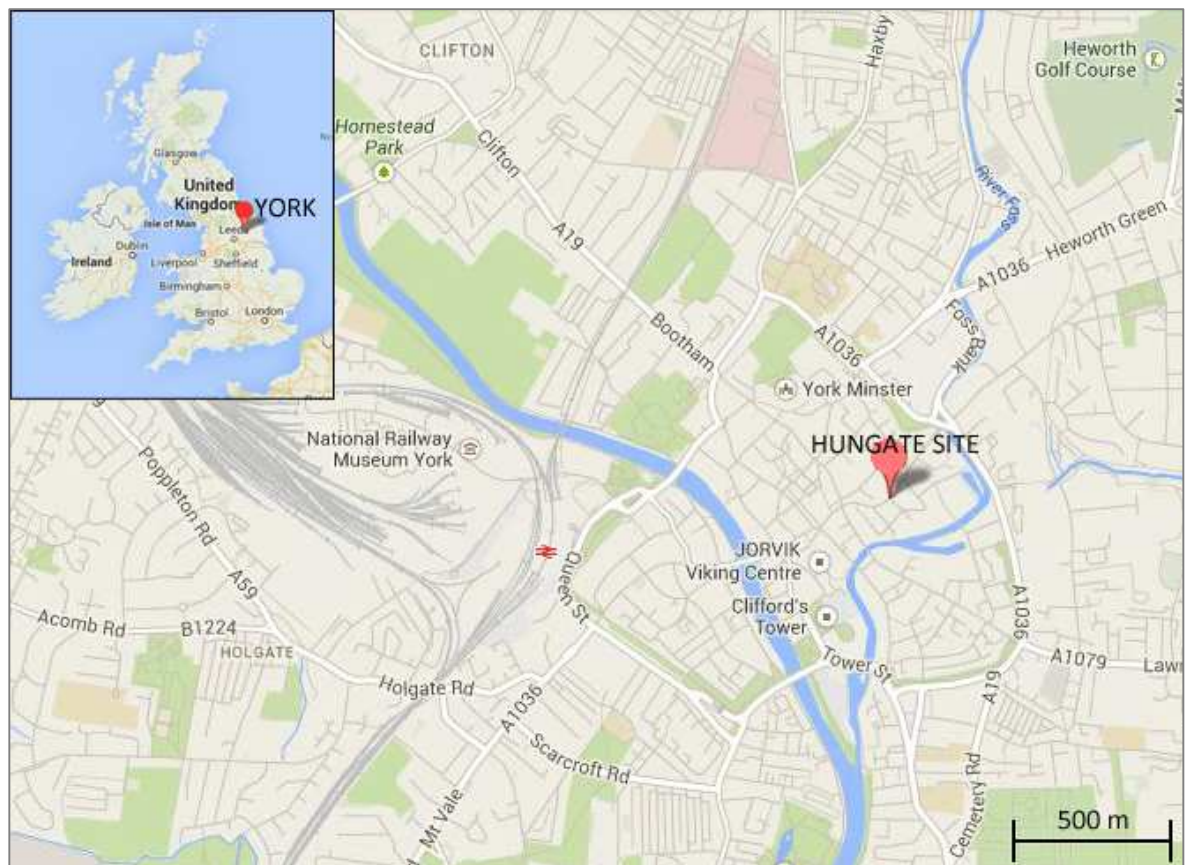 Glasgow
United
Kingdom
YORK
Isle of Man
Leeds
Dublin
Ireland
Liverpool
Sheffield
Birmingham
Bristol
London
CLIFTON
Haxby
Heworth
Golf Course
Homestead
Park
Clifton
A19
River Foss
Heworth Green
A1036
Bootham
A1036
Foss Bank
York Minster
National Railway
Museum York
HUNGATE SITE
Poppleton Rd
A59
Queen St
JORVIK
Viking Centre
Clifford's
Tower
A1036
Acomb Rd
B1224
HOLGATE
Tower St
A1079
Law
Holgate Rd
A1036
A19
Scarcroft Rd
Mt Vale
Cemetery Rd
500 m